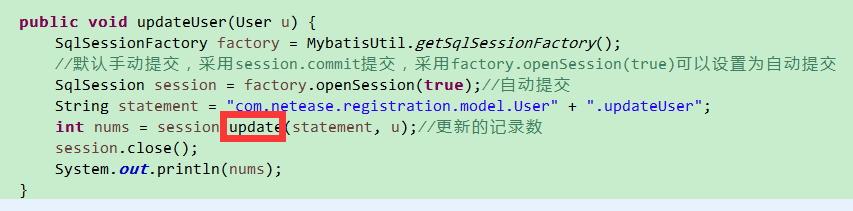 public void updateUser(User u) {
SqlSessionFactory factory = MybatisUtil.getSqlSessionFactory();
//默认手动提交，采用session.commit提交，采用factory.openSession(true)可以设置为自动提交
SqlSession session = factory.openSession(true);//自动提交
String statement = "com.netease.registration.model.User" + ".updateUser";
int nums = session.update(statement, u);//更新的记录数
session.close();
System.out.println(nums);
}